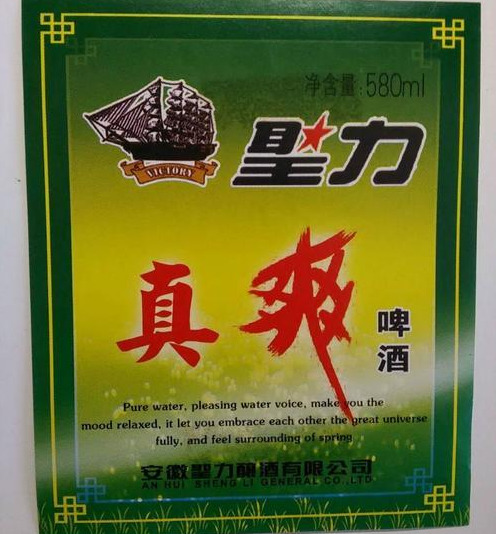 净含量:580ml
VICTORY
聖力
真爽
啤酒
Pure water, pleasing water voice, make you the
mood relaxed, it let you embrace each other the great universe
fully, and feel surrounding of spring
安徽聖力釀酒有限公司
AN HUI SHENG LI GENERAL CO.,LTD